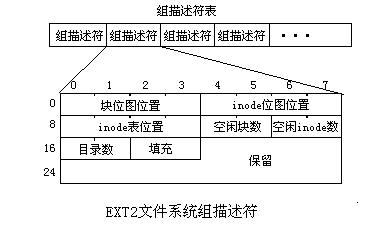 组描述符表
组描述符 组描述符 组描述符 组描述符 ···
0 1 2 3 4 5 6 7
0 块位图位置 inode位图位置
8 inode表位置 空闲块数 空闲inode数
16 目录数 填充 保留
24
EXT2文件系统组描述符